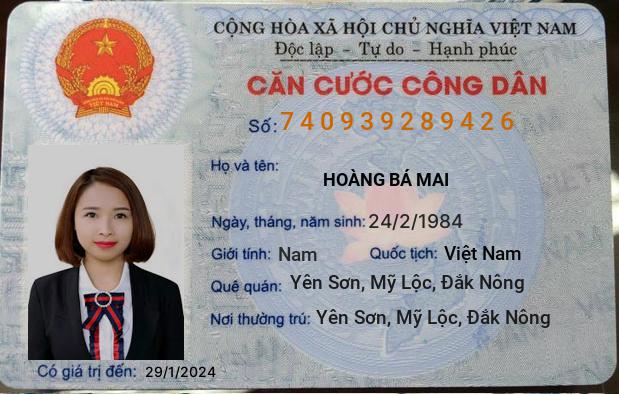 CỘNG HÒA XÃ HỘI CHỦ NGHĨA VIỆT NAM
Độc lập - Tự do - Hạnh phúc
CĂN CƯỚC CÔNG DÂN
Số: 740939289426
Họ và tên:
HOÀNG BÁ MAI
Ngày, tháng, năm sinh: 24/2/1984
Giới tính: Nam Quốc tịch: Việt Nam
Quê quán: Yên Sơn, Mỹ Lộc, Đắk Nông
Nơi thường trú: Yên Sơn, Mỹ Lộc, Đắk Nông
Có giá trị đến: 29/1/2024